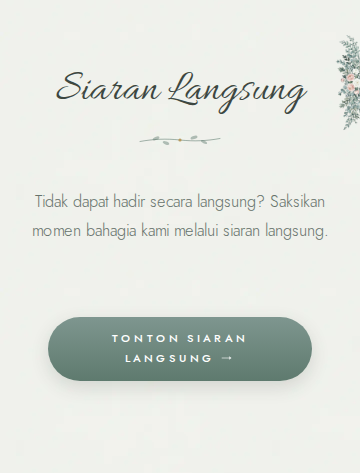 Siaran Langsung
Tidak dapat hadir secara langsung? Saksikan
momen bahagia kami melalui siaran langsung.
TONTON SIARAN
LANGSUNG →